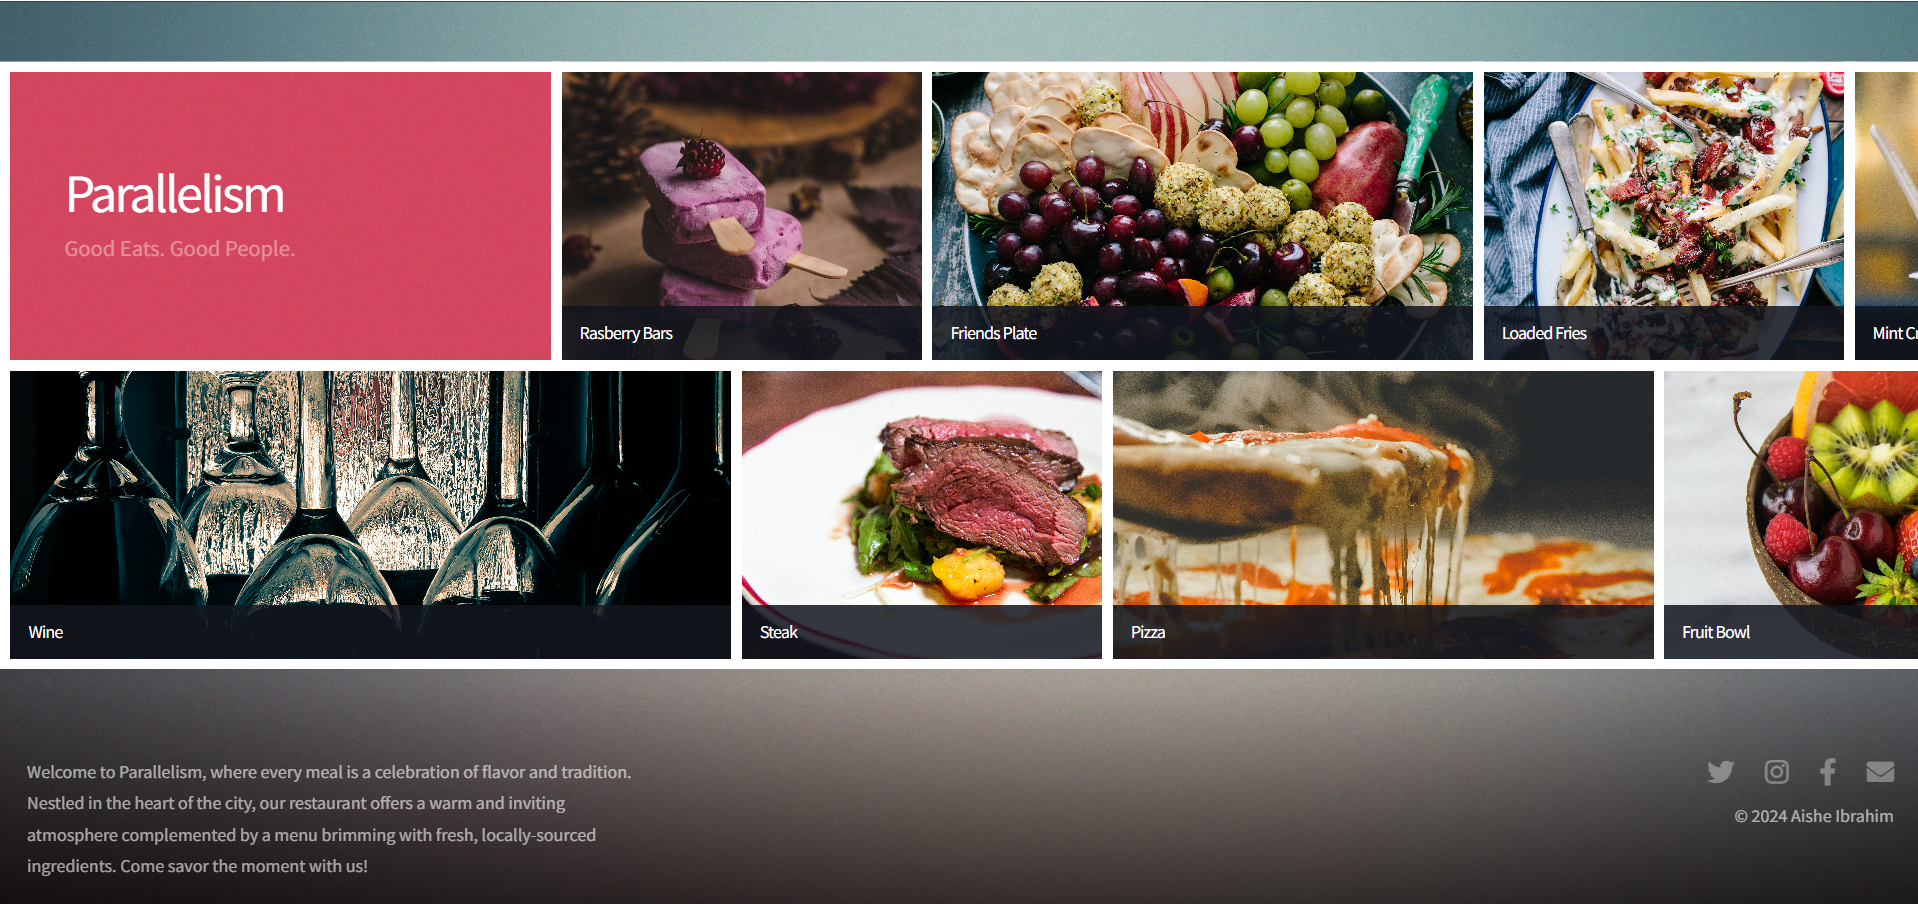 Parallelism
Good Eats. Good People.
Rasberry Bars
Friends Plate
Loaded Fries
Mint
Wine
Steak
Pizza
Fruit Bowl
Welcome to Parallelism, where every meal is a celebration of flavor and tradition.
Nestled in the heart of the city, our restaurant offers a warm and inviting
atmosphere complemented by a menu brimming with fresh, locally-sourced
ingredients. Come savor the moment with us!
© 2024 Aishe Ibrahim